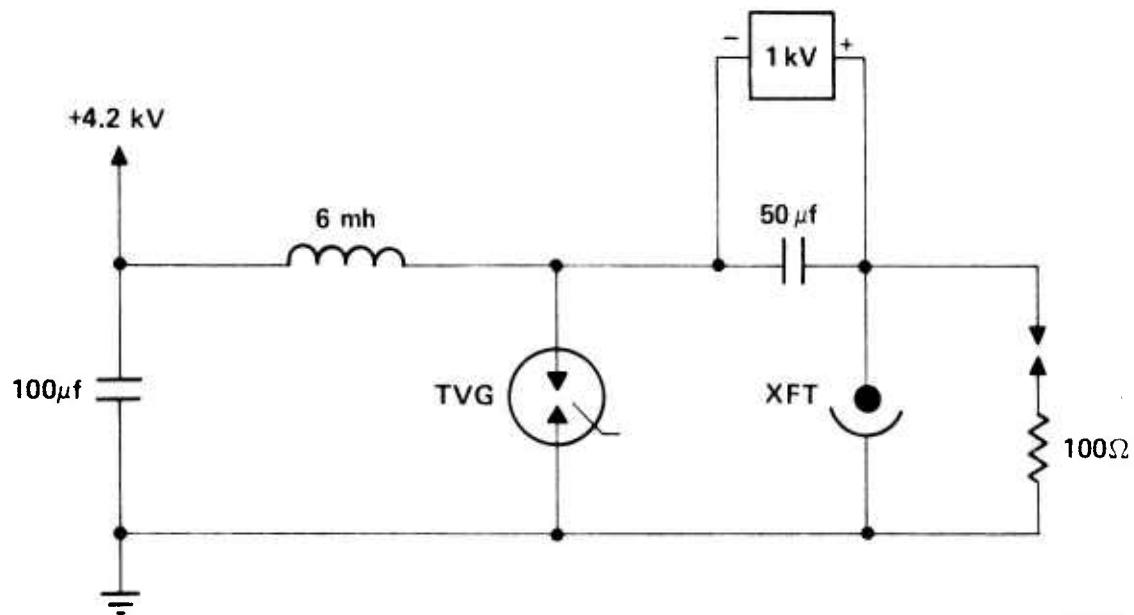 - 1 kV +
+4.2 kV
6 mh
50 μf
100μf
TVG
XFT
100Ω